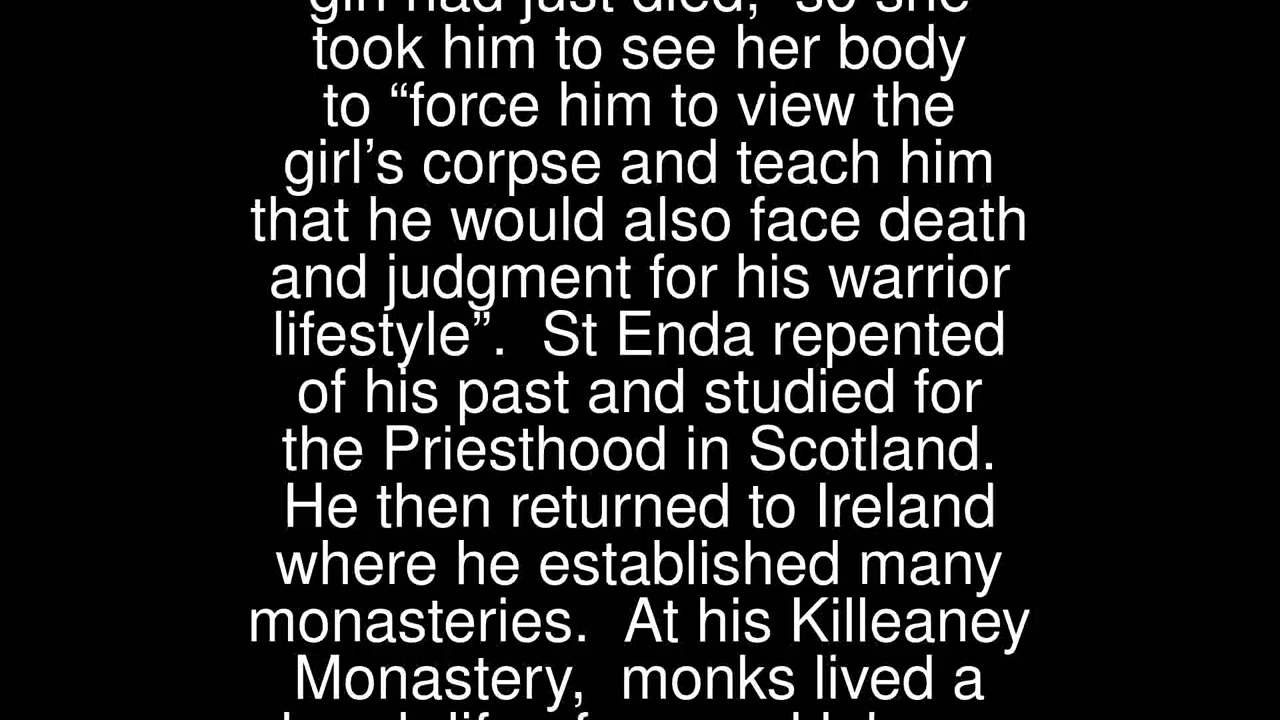 girl had just died, so she
took him to see her body
to “force him to view the
girl’s corpse and teach him
that he would also face death
and judgment for his warrior
lifestyle”.  St Enda repented
of his past and studied for
the Priesthood in Scotland.
He then returned to Ireland
where he established many
monasteries.  At his Killeaney
Monastery,  monks lived a